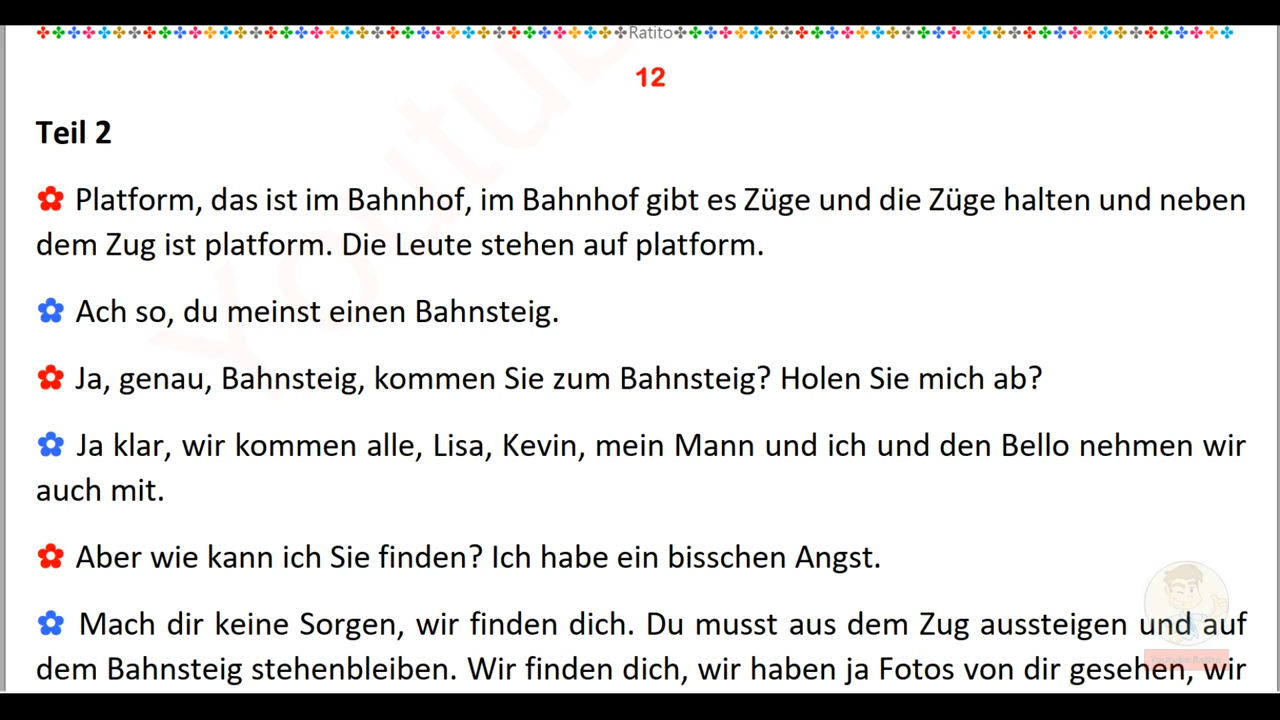 Ratito
12
Teil 2
Platform, das ist im Bahnhof, im Bahnhof gibt es Züge und die Züge halten und neben
dem Zug ist platform. Die Leute stehen auf platform.
Ach so, du meinst einen Bahnsteig.
Ja, genau, Bahnsteig, kommen Sie zum Bahnsteig? Holen Sie mich ab?
Ja klar, wir kommen alle, Lisa, Kevin, mein Mann und ich und den Bello nehmen wir
auch mit.
Aber wie kann ich Sie finden? Ich habe ein bisschen Angst.
Mach dir keine Sorgen, wir finden dich. Du musst aus dem Zug aussteigen und auf
dem Bahnsteig stehenbleiben. Wir finden dich, wir haben ja Fotos von dir gesehen, wir
Youtube
Youtube Ratito